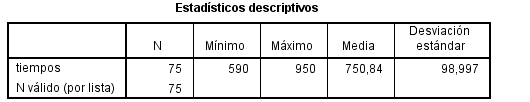 Estadísticos descriptivos
N Mínimo Máximo Media Desviación estándar
tiempos 75 590 950 750,84 98,997
N válido (por lista) 75